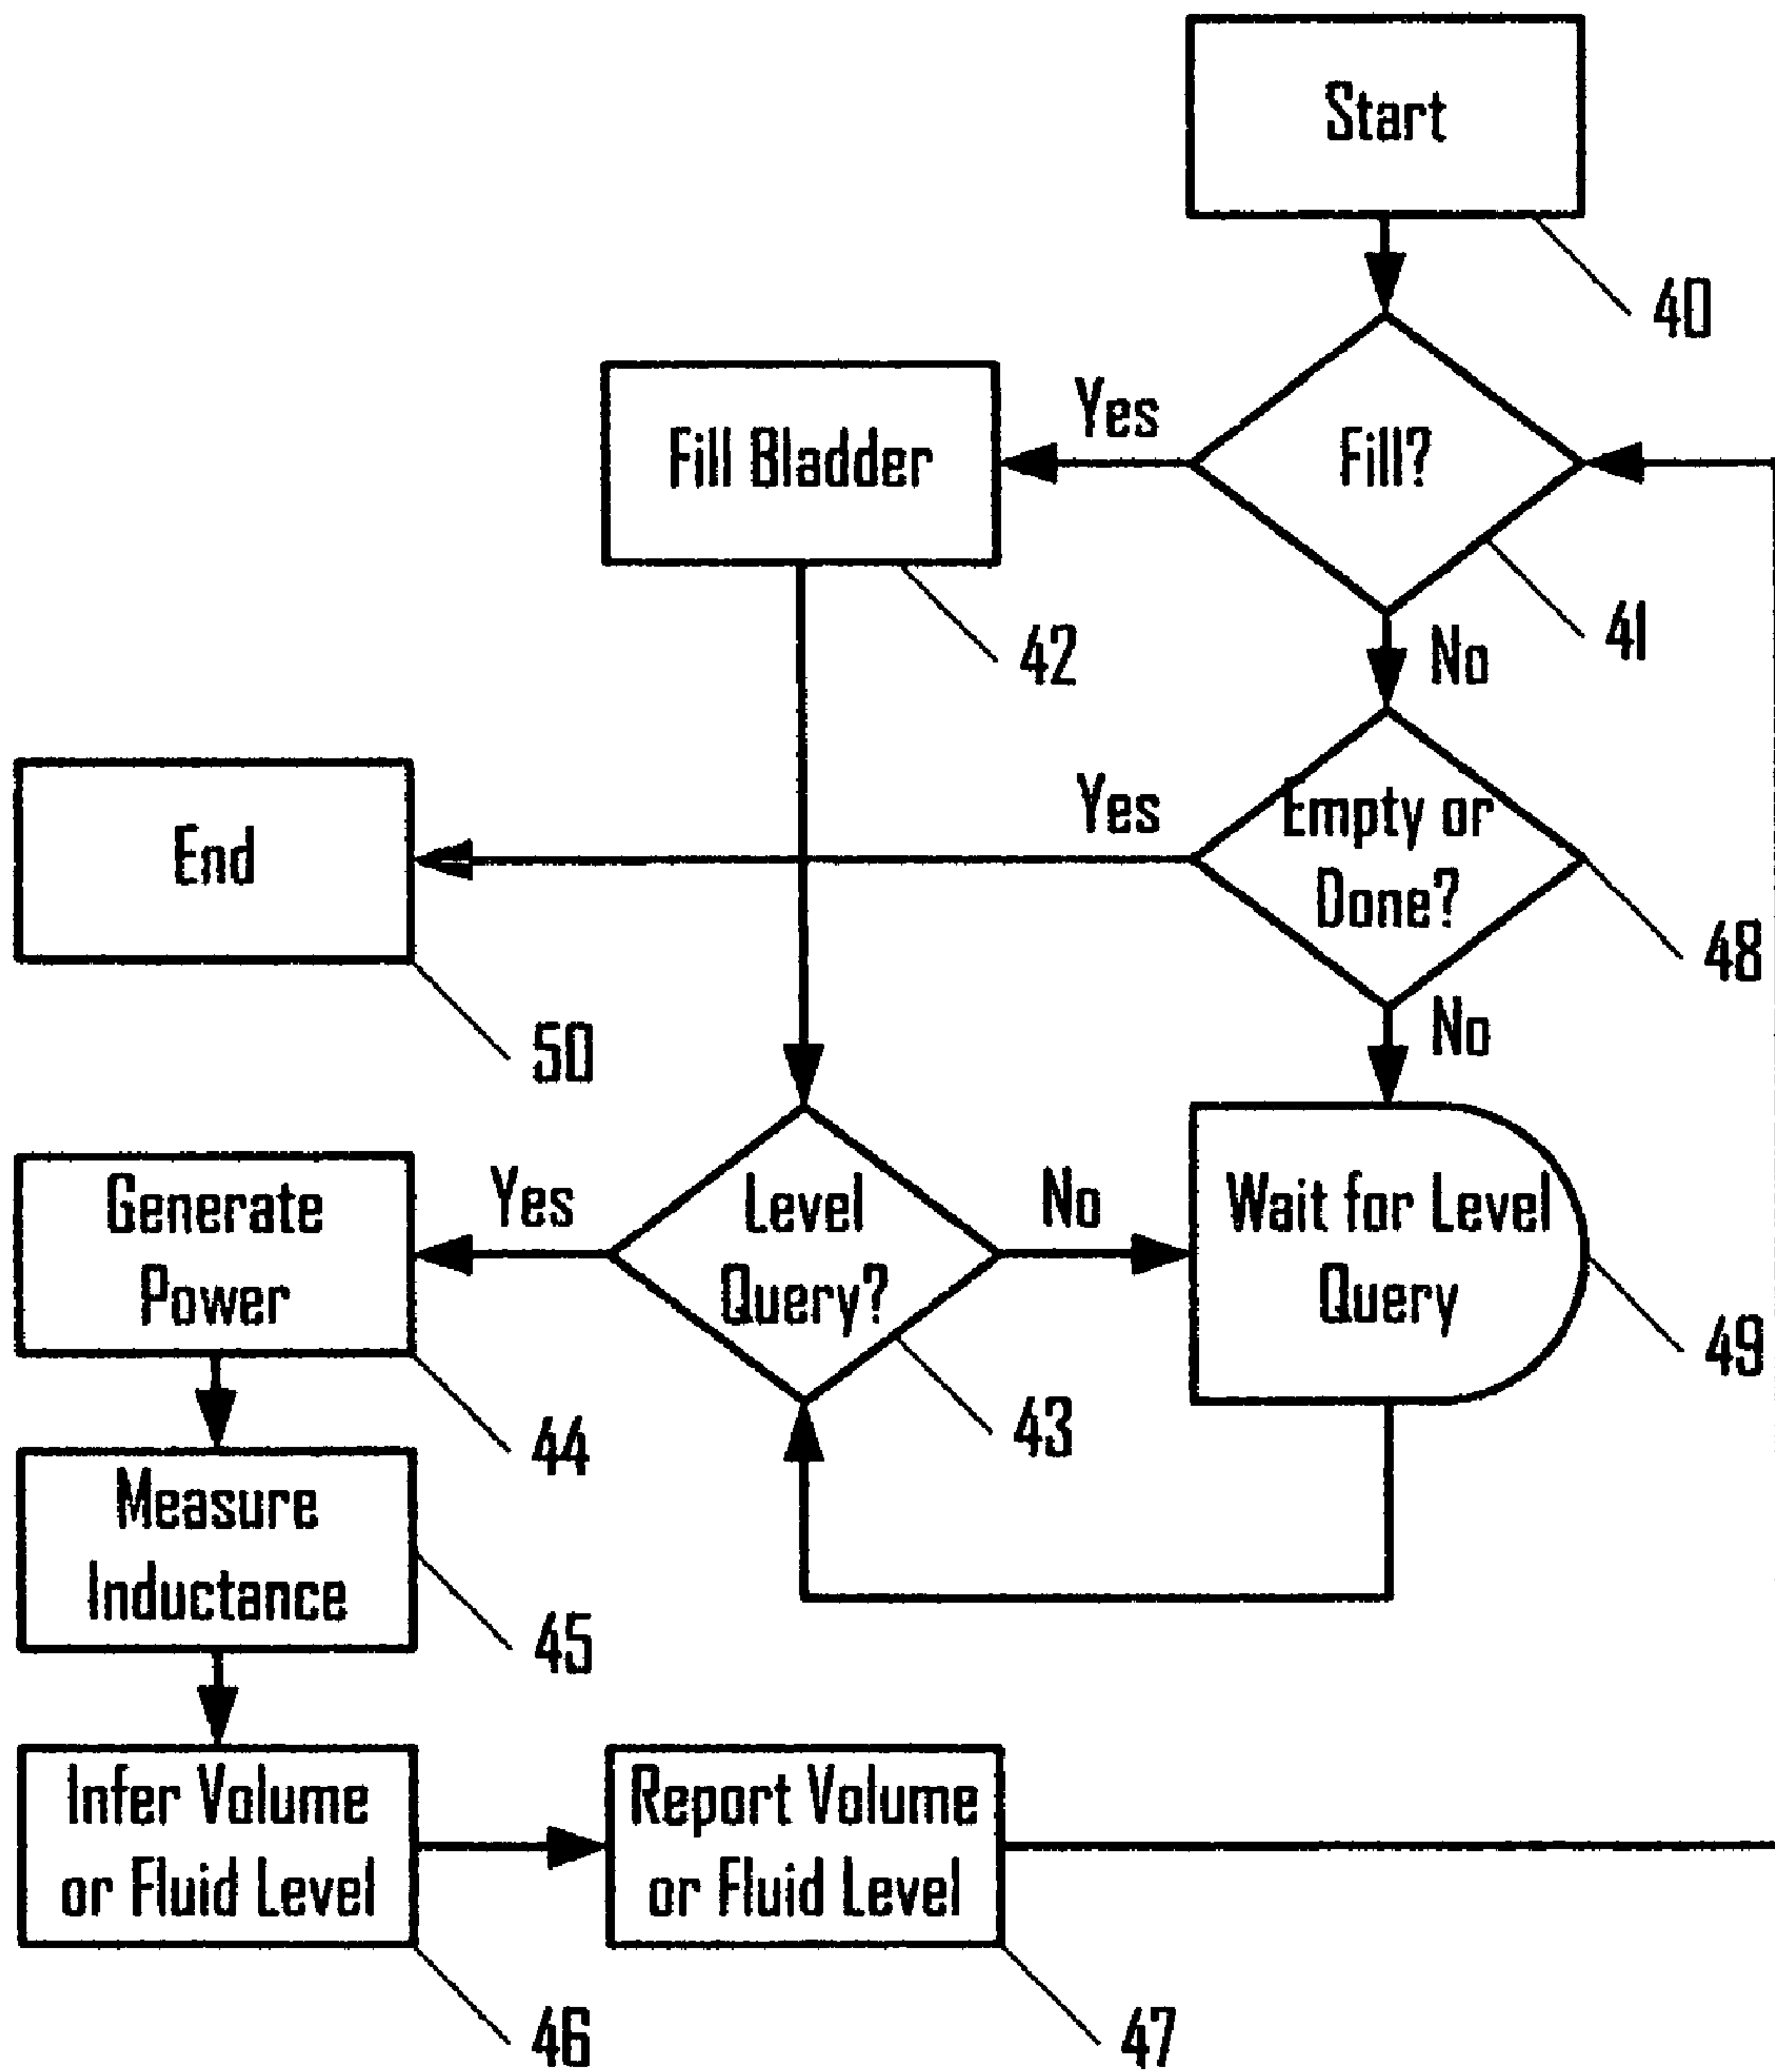 Start
40
Fill?
Yes
Fill Bladder
41
42
No
Empty or
Done?
Yes
End
48
50
No
Level
Query?
Yes
No
Wait for Level
Query
Generate
Power
49
43
44
Measure
Inductance
45
Infer Volume
or Fluid Level
Report Volume
or Fluid Level
46
47